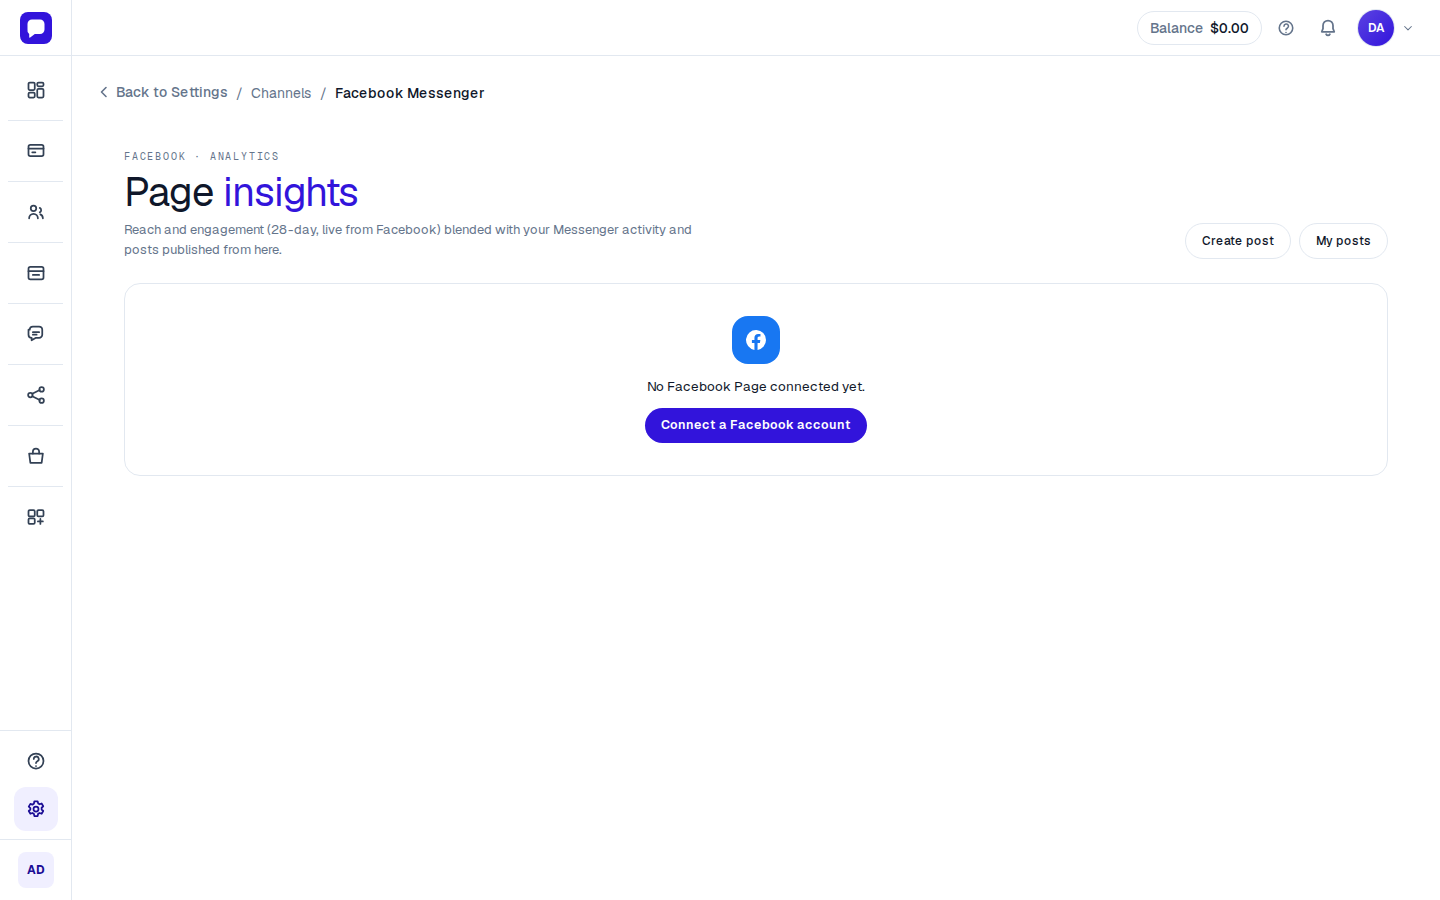 Balance $0.00
DA
Back to Settings / Channels / Facebook Messenger
FACEBOOK · ANALYTICS
Page insights
Reach and engagement (28-day, live from Facebook) blended with your Messenger activity and
posts published from here.
Create post
My posts
No Facebook Page connected yet.
Connect a Facebook account
AD